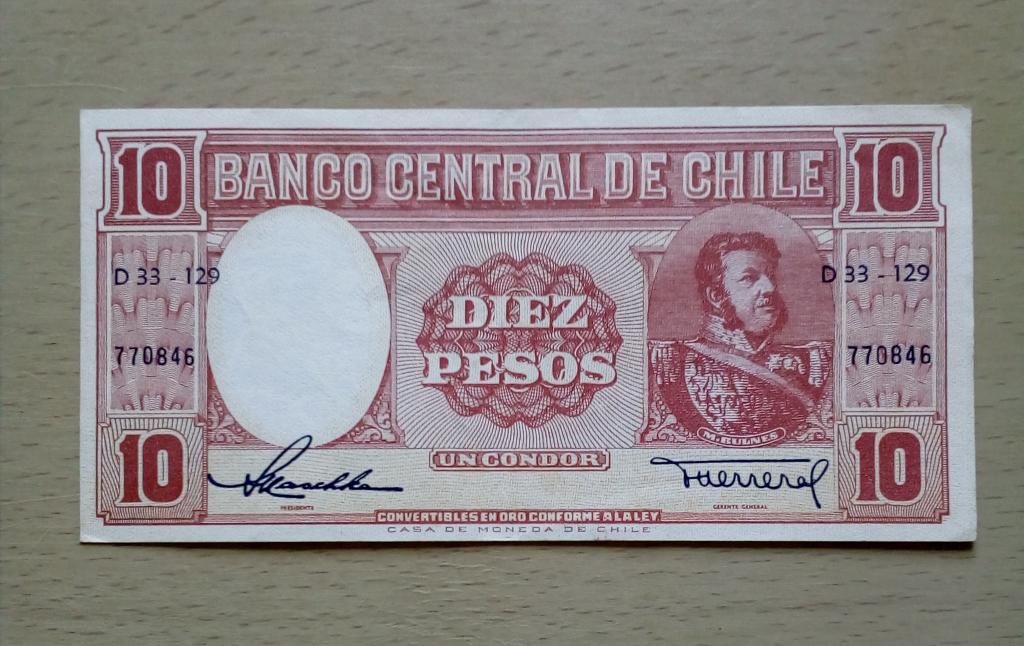 10 BANCO CENTRAL DE CHILE 10
D 33 - 129 D 33 - 129
DIEZ
PESOS
770846 770846
M. BULNES
10 UN CONDOR 10
PRESIDENTE GERENTE GENERAL
CONVERTIBLES EN ORO CONFORME A LA LEY
CASA DE MONEDA DE CHILE